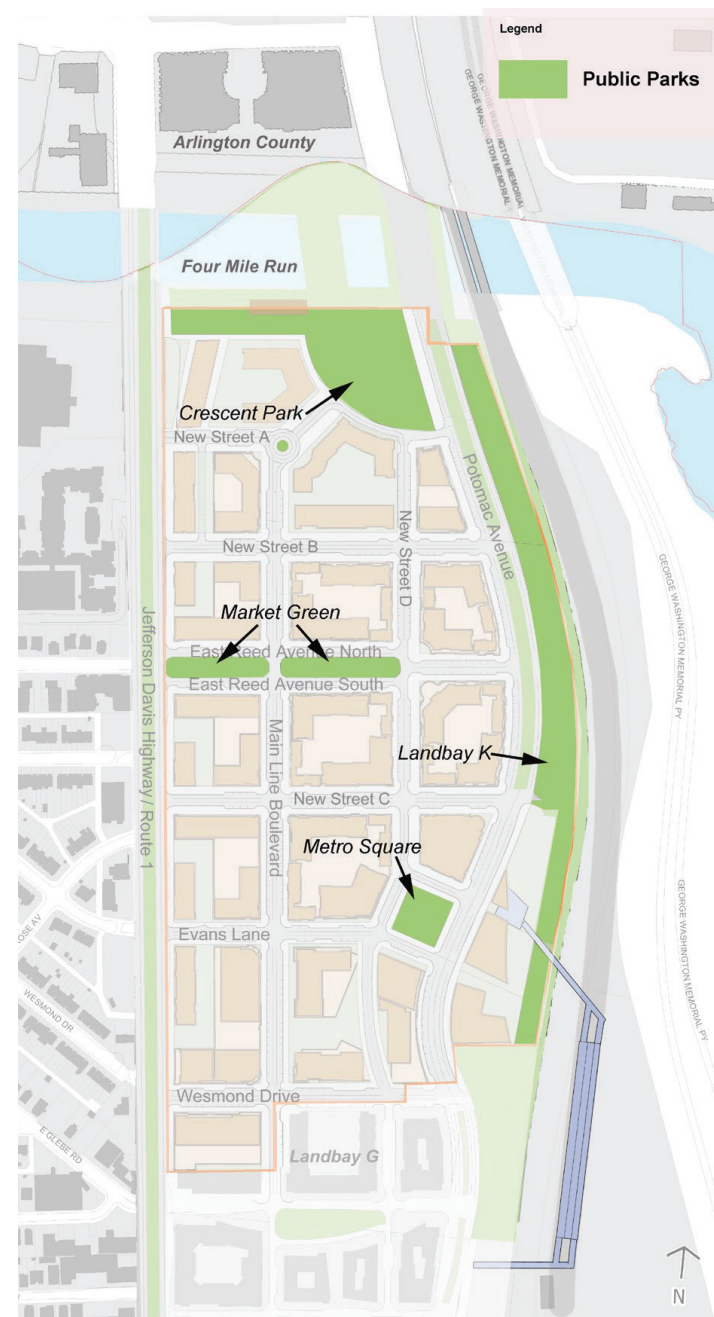 Legend
Public Parks
GEORGE WASHINGTON MEMORIAL PY
GEORGE WASHINGTON MEMORIAL PY
Arlington County
Four Mile Run
Crescent Park
New Street A
Potomac Avenue
New Street D
New Street B
Market Green
East Reed Avenue North
East Reed Avenue South
Jefferson Davis Highway/ Route 1
Main Line Boulevard
Landbay K
New Street C
Metro Square
GEORGE WASHINGTON MEMORIAL PY
GEORGE WASHINGTON MEMORIAL PY
Evans Lane
WESMOND DR
Wesmond Drive
E GLEBE RD
Landbay G
N